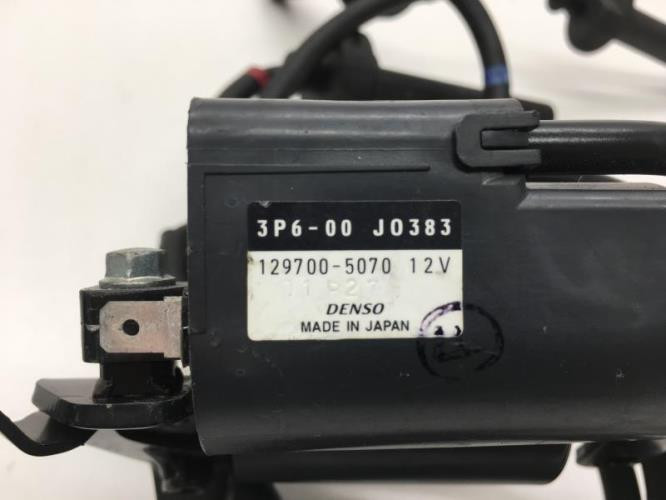 3P6-00 J0383
129700-5070 12V
DENSO
MADE IN JAPAN